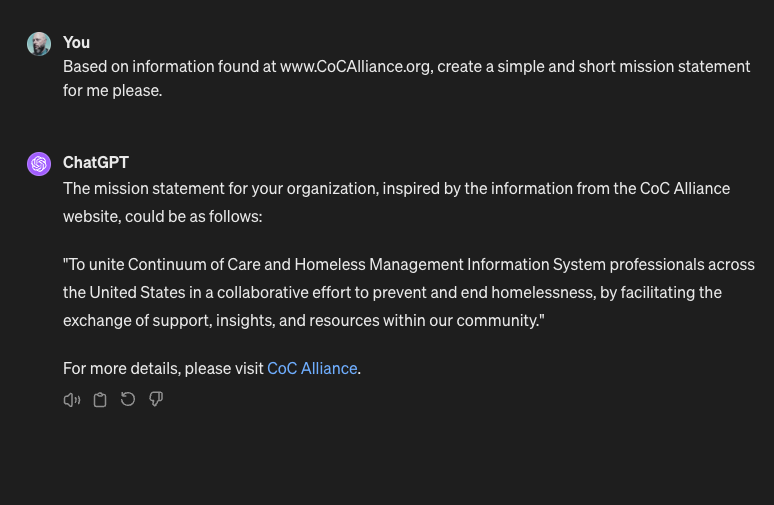 You
Based on information found at www.CoCAlliance.org, create a simple and short mission statement
for me please.
ChatGPT
The mission statement for your organization, inspired by the information from the CoC Alliance
website, could be as follows:
"To unite Continuum of Care and Homeless Management Information System professionals across
the United States in a collaborative effort to prevent and end homelessness, by facilitating the
exchange of support, insights, and resources within our community."
For more details, please visit CoC Alliance.